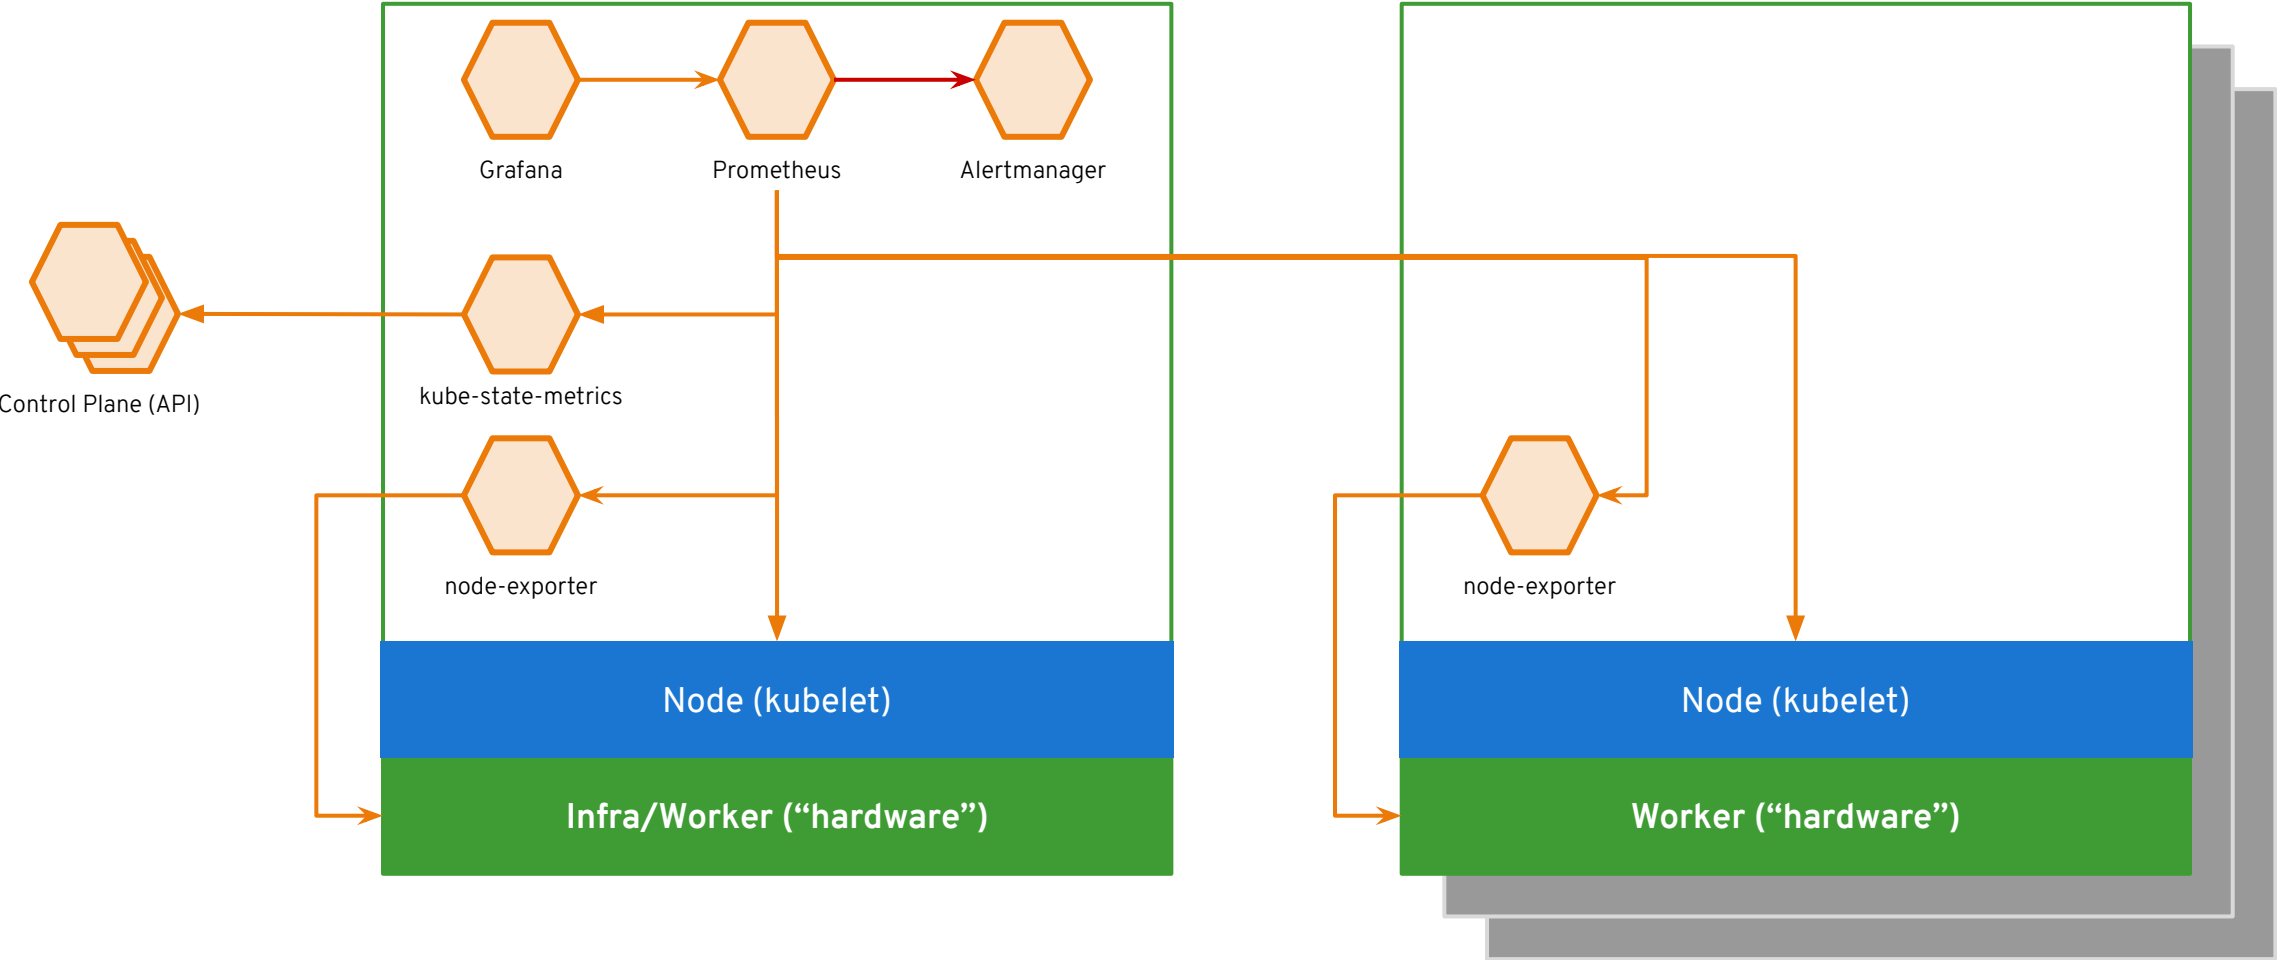 Grafana
Prometheus
Alertmanager
Control Plane (API)
kube-state-metrics
node-exporter
node-exporter
Node (kubelet)
Node (kubelet)
Infra/Worker (“hardware”)
Worker (“hardware”)